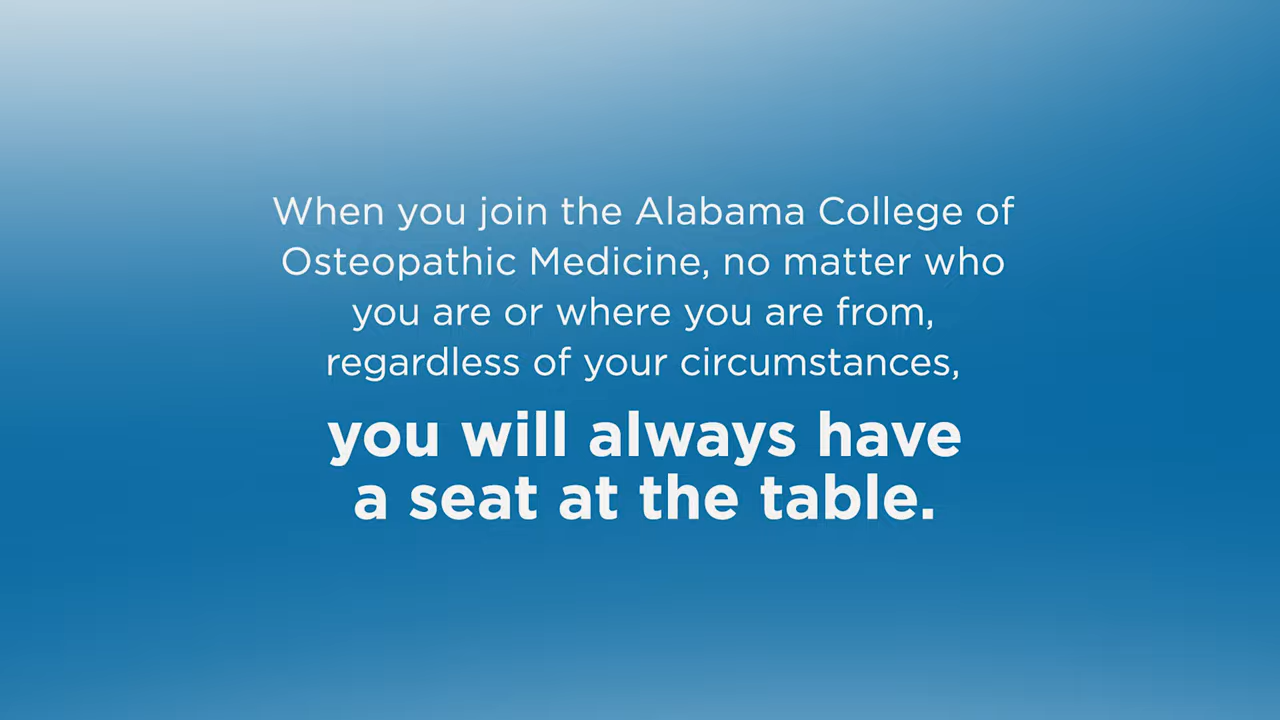 When you join the Alabama College of
Osteopathic Medicine, no matter who
you are or where you are from,
regardless of your circumstances,
you will always have
a seat at the table.